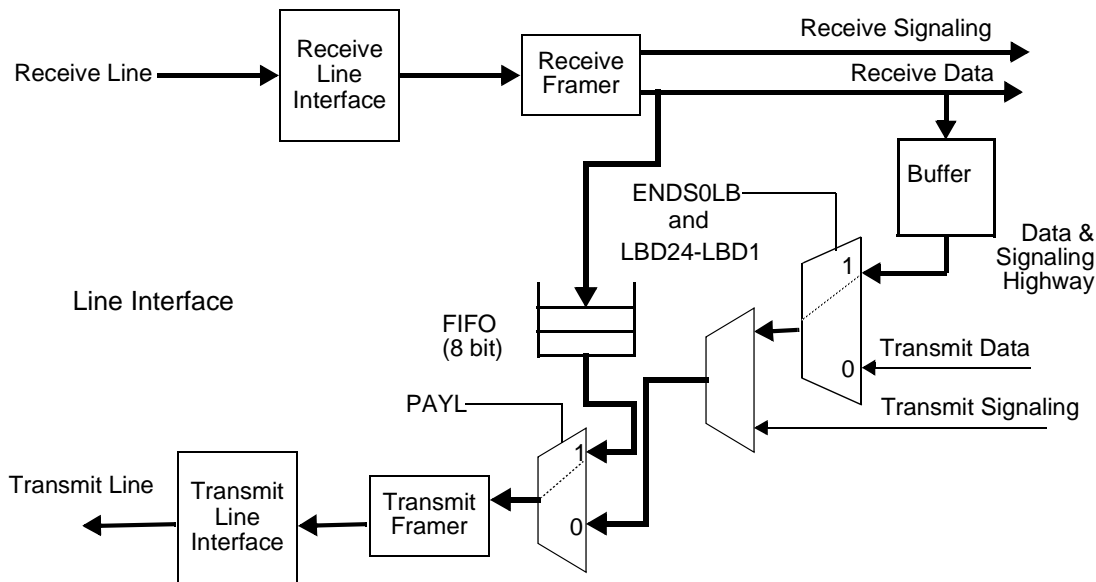 Receive Signaling
Receive Line
Receive
Line
Interface
Receive
Framer
Receive Data
Buffer
ENDS0LB
and
LBD24-LBD1
Data &
Signaling
Highway
1
Line Interface
FIFO
(8 bit)
Transmit Data
0
PAYL
Transmit Signaling
1
Transmit Line
Transmit
Line
Interface
Transmit
Framer
0